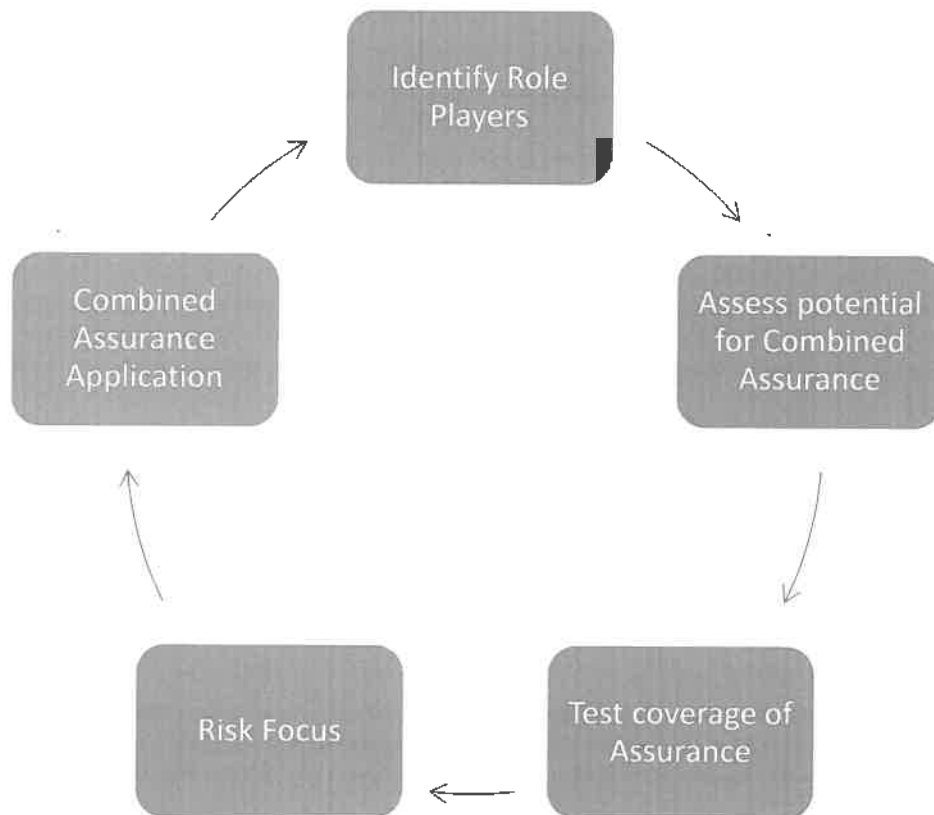 Identify Role
Players
Assess potential
for Combined
Assurance
Test coverage of
Assurance
Risk Focus
Combined
Assurance
Application